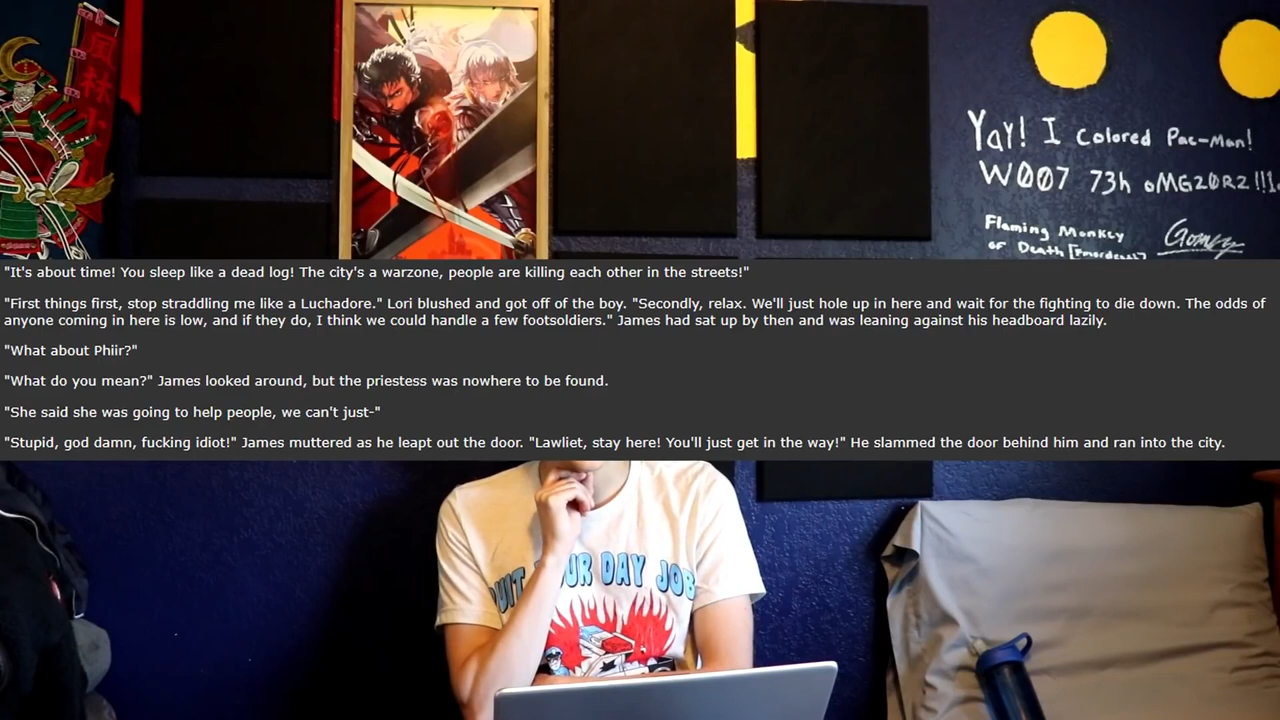 風林火
Yay! I Colored Pac-Man!
W007 73h oMGZ0RZ!!!1
Flaming Monkey
of Death
Gomey
"It's about time! You sleep like a dead log! The city's a warzone, people are killing each other in the streets!"
"First things first, stop straddling me like a Luchadore." Lori blushed and got off of the boy. "Secondly, relax. We'll just hole up in here and wait for the fighting to die down. The odds of
anyone coming in here is low, and if they do, I think we could handle a few footsoldiers." James had sat up by then and was leaning against his headboard lazily.
"What about Phiir?"
"What do you mean?" James looked around, but the priestess was nowhere to be found.
"She said she was going to help people, we can't just-"
"Stupid, god damn, fucking idiot!" James muttered as he leapt out the door. "Lawliet, stay here! You'll just get in the way!" He slammed the door behind him and ran into the city.
UIT UR DAY JOB